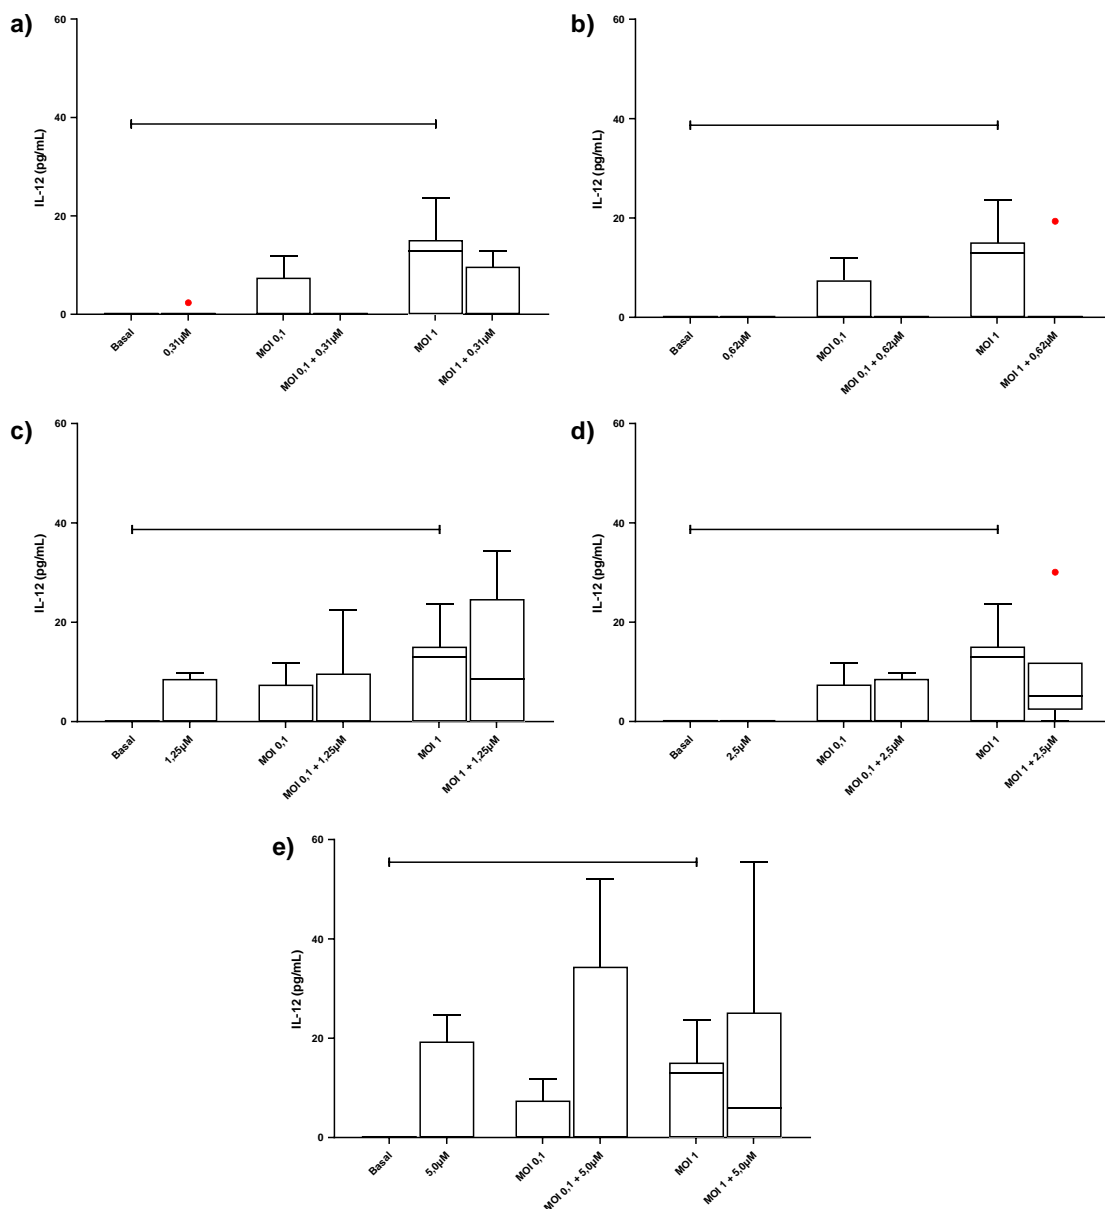 a)
60
40
20
0
IL-12 (pg/mL)
Basal
0,31µM
MOI 0,1
MOI 0,1 + 0,31µM
MOI 1
MOI 1 + 0,31µM
b)
60
40
20
0
IL-12 (pg/mL)
Basal
0,62µM
MOI 0,1
MOI 0,1 + 0,62µM
MOI 1
MOI 1 + 0,62µM
c)
60
40
20
0
IL-12 (pg/mL)
Basal
1,25µM
MOI 0,1
MOI 0,1 + 1,25µM
MOI 1
MOI 1 + 1,25µM
d)
60
40
20
0
IL-12 (pg/mL)
Basal
2,5µM
MOI 0,1
MOI 0,1 + 2,5µM
MOI 1
MOI 1 + 2,5µM
e)
60
40
20
0
IL-12 (pg/mL)
Basal
5,0µM
MOI 0,1
MOI 0,1 + 5,0µM
MOI 1
MOI 1 + 5,0µM